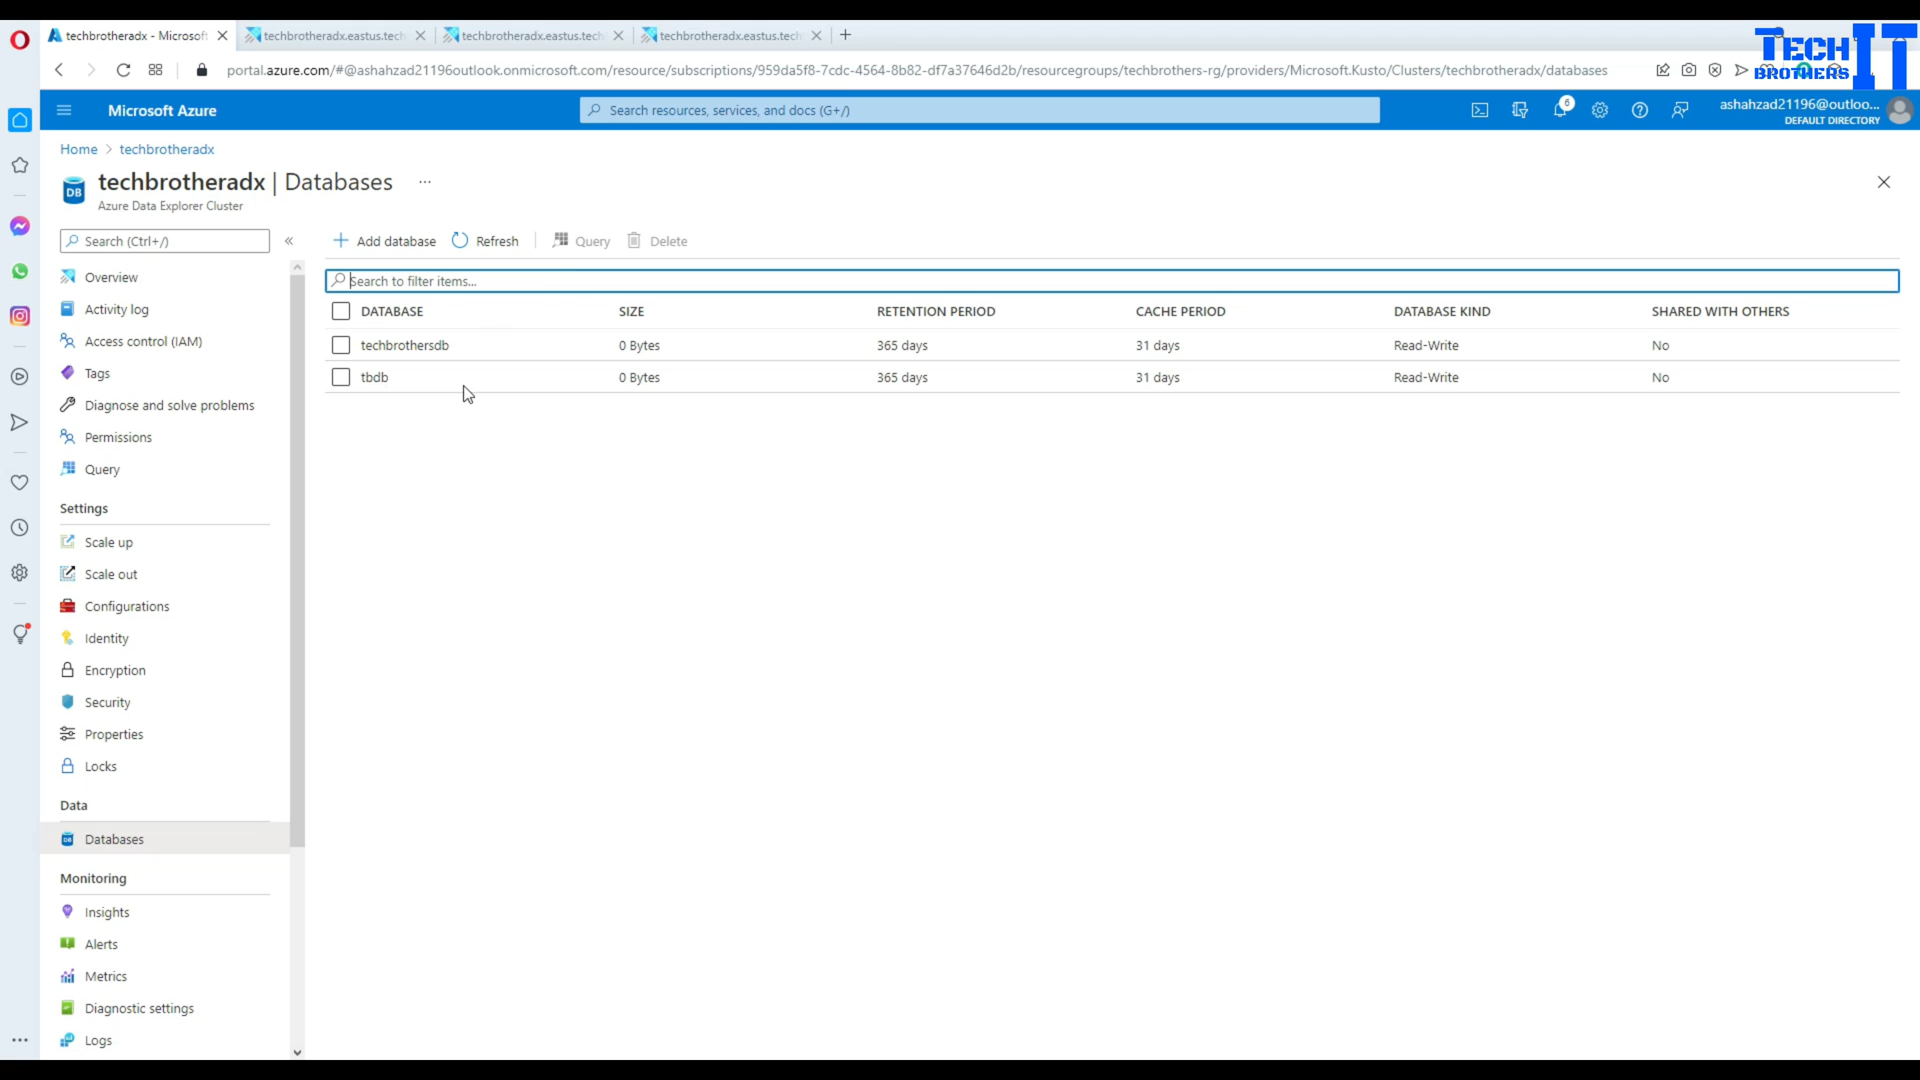 techbrotheradx - Microsoft
techbrotheradx.eastus.tech
techbrotheradx.eastus.tech
techbrotheradx.eastus.tech
TECH
BROTHERS
IT
portal.azure.com/#@ashahzad21196outlook.onmicrosoft.com/resource/subscriptions/959da5f8-7cdc-4564-8b82-df7a37646d2b/resourcegroups/techbrothers-rg/providers/Microsoft.Kusto/Clusters/techbrotheradx/databases
Microsoft Azure
Search resources, services, and docs (G+/)
6
ashahzad21196@outloo...
DEFAULT DIRECTORY
Home > techbrotheradx
DB
techbrotheradx | Databases ...
Azure Data Explorer Cluster
Search (Ctrl+/)
«
+ Add database
Refresh
Query
Delete
Search to filter items...
DATABASE SIZE RETENTION PERIOD CACHE PERIOD DATABASE KIND SHARED WITH OTHERS
techbrothersdb 0 Bytes 365 days 31 days Read-Write No
tbdb 0 Bytes 365 days 31 days Read-Write No
Overview
Activity log
Access control (IAM)
Tags
Diagnose and solve problems
Permissions
Query
Settings
Scale up
Scale out
Configurations
Identity
Encryption
Security
Properties
Locks
Data
Databases
Monitoring
Insights
Alerts
Metrics
Diagnostic settings
Logs